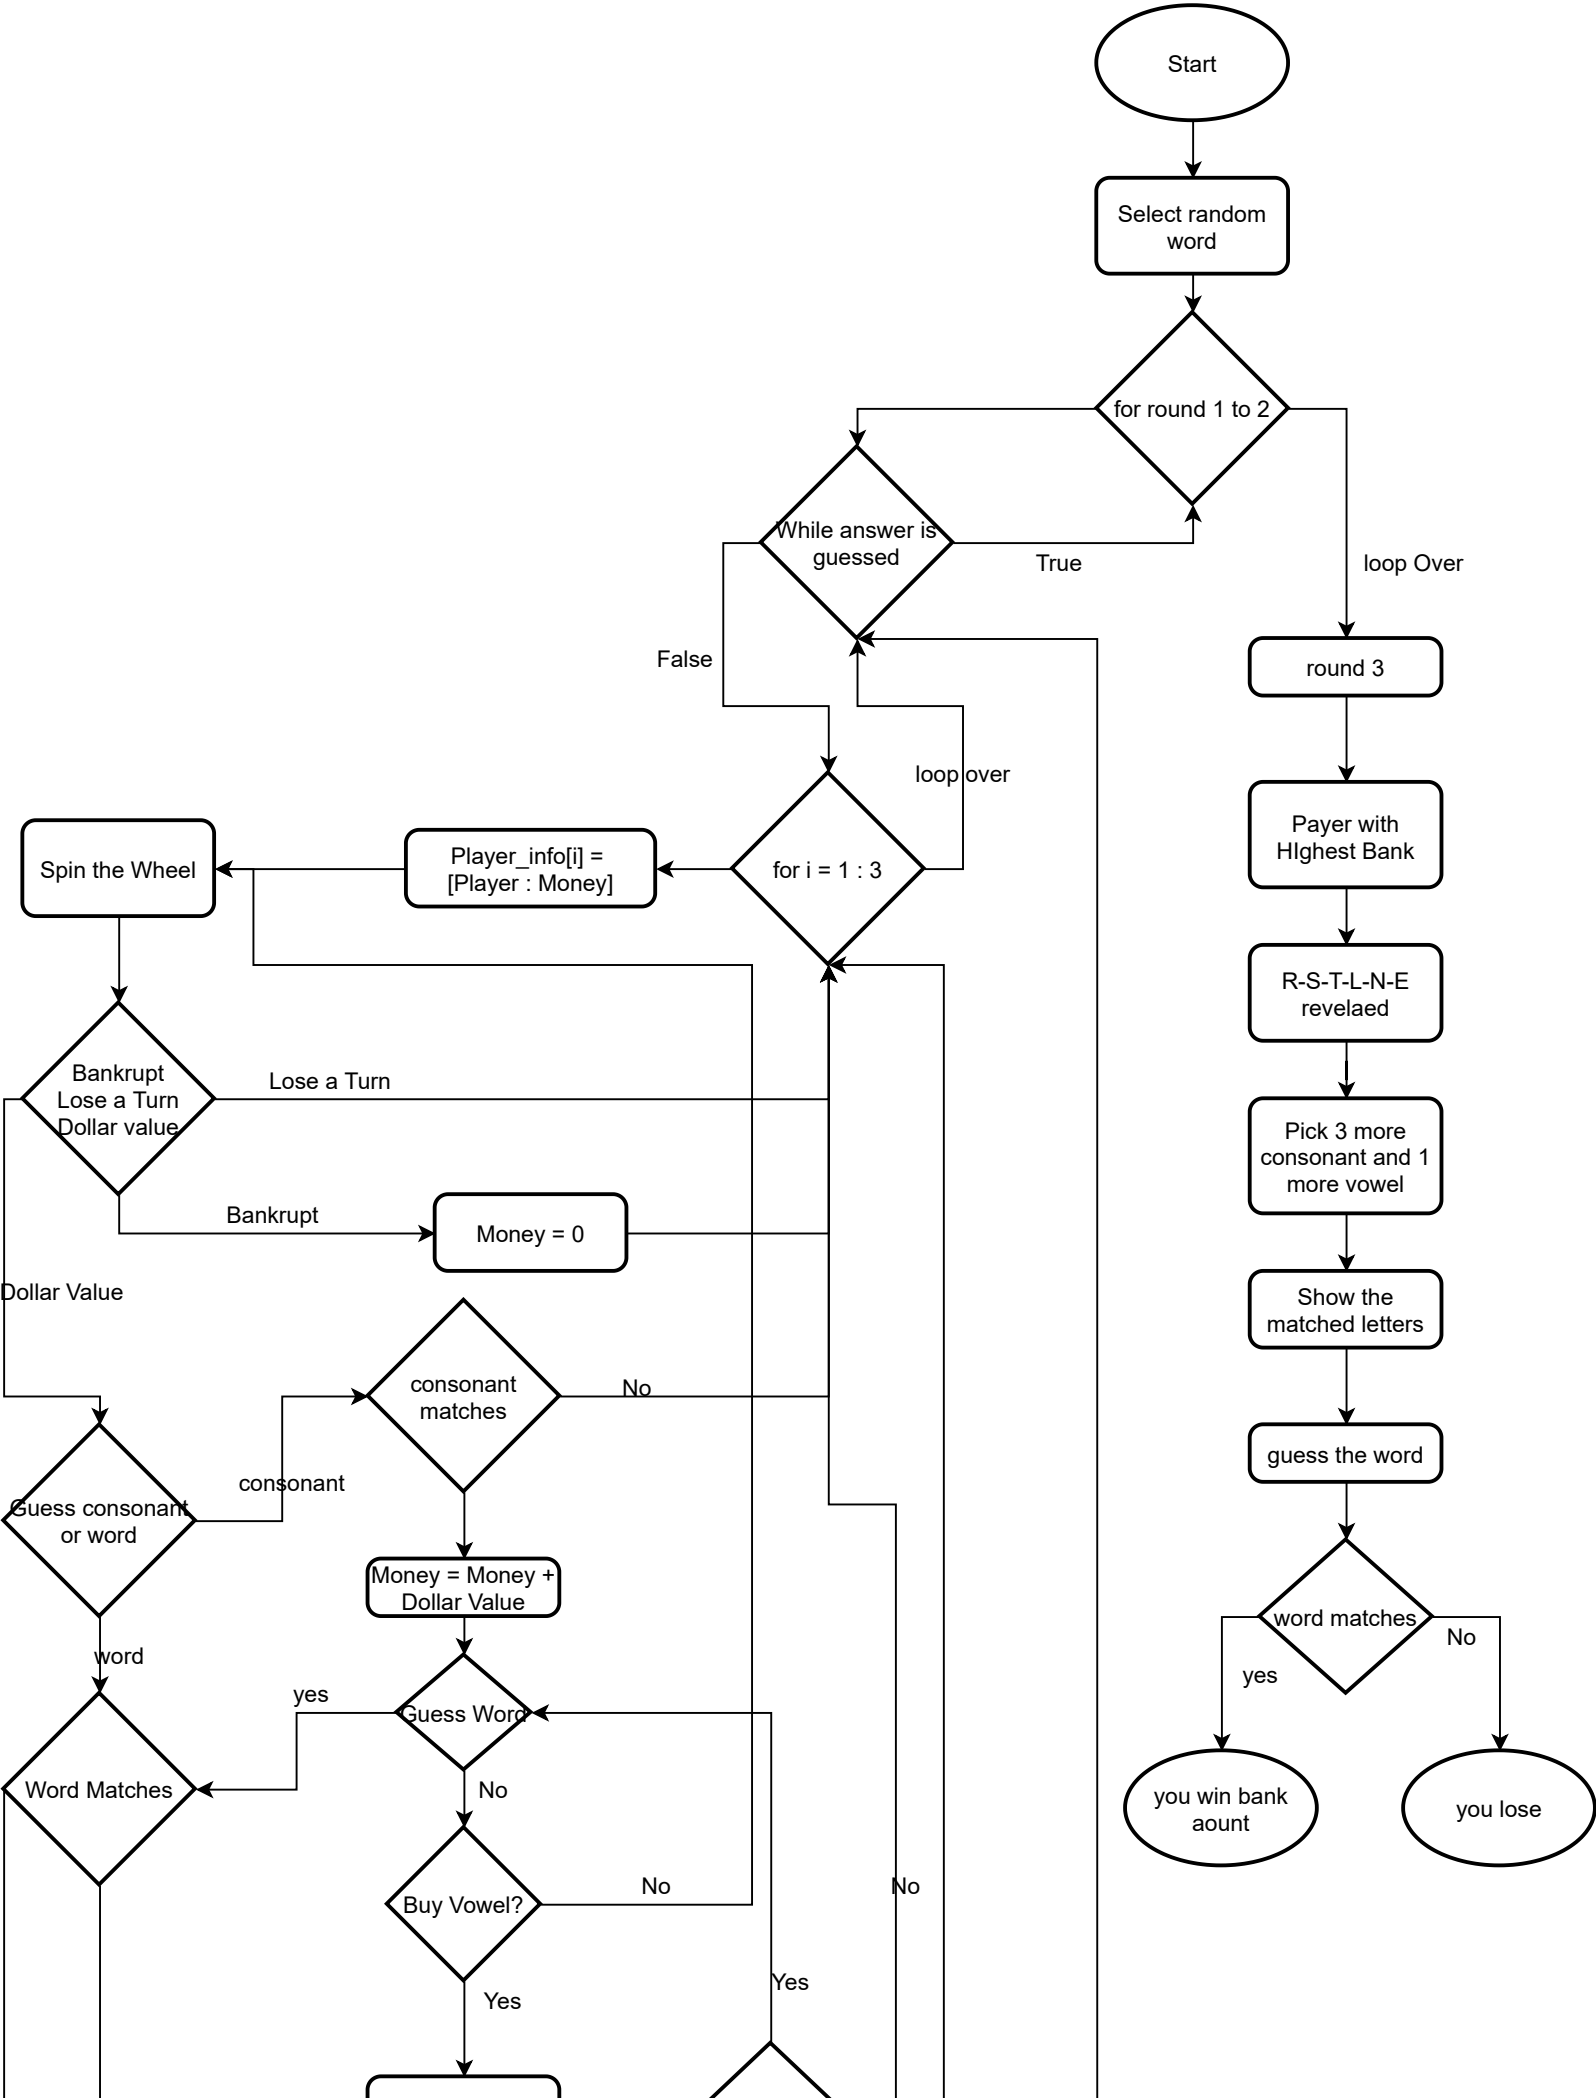 Start
Select random
word
for round 1 to 2
While answer is
guessed
True
loop Over
False
round 3
loop over
Payer with
HIghest Bank
Spin the Wheel
Player_info[i] =
[Player : Money]
for i = 1 : 3
R-S-T-L-N-E
revelaed
Bankrupt
Lose a Turn
Dollar value
Lose a Turn
Pick 3 more
consonant and 1
more vowel
Bankrupt
Money = 0
Dollar Value
Show the
matched letters
consonant
matches
No
consonant
Guess consonant
or word
guess the word
Money = Money +
Dollar Value
word matches
No
yes
word
yes
Guess Word
Word Matches
No
you win bank
aount
you lose
Buy Vowel?
No
No
Yes
Yes